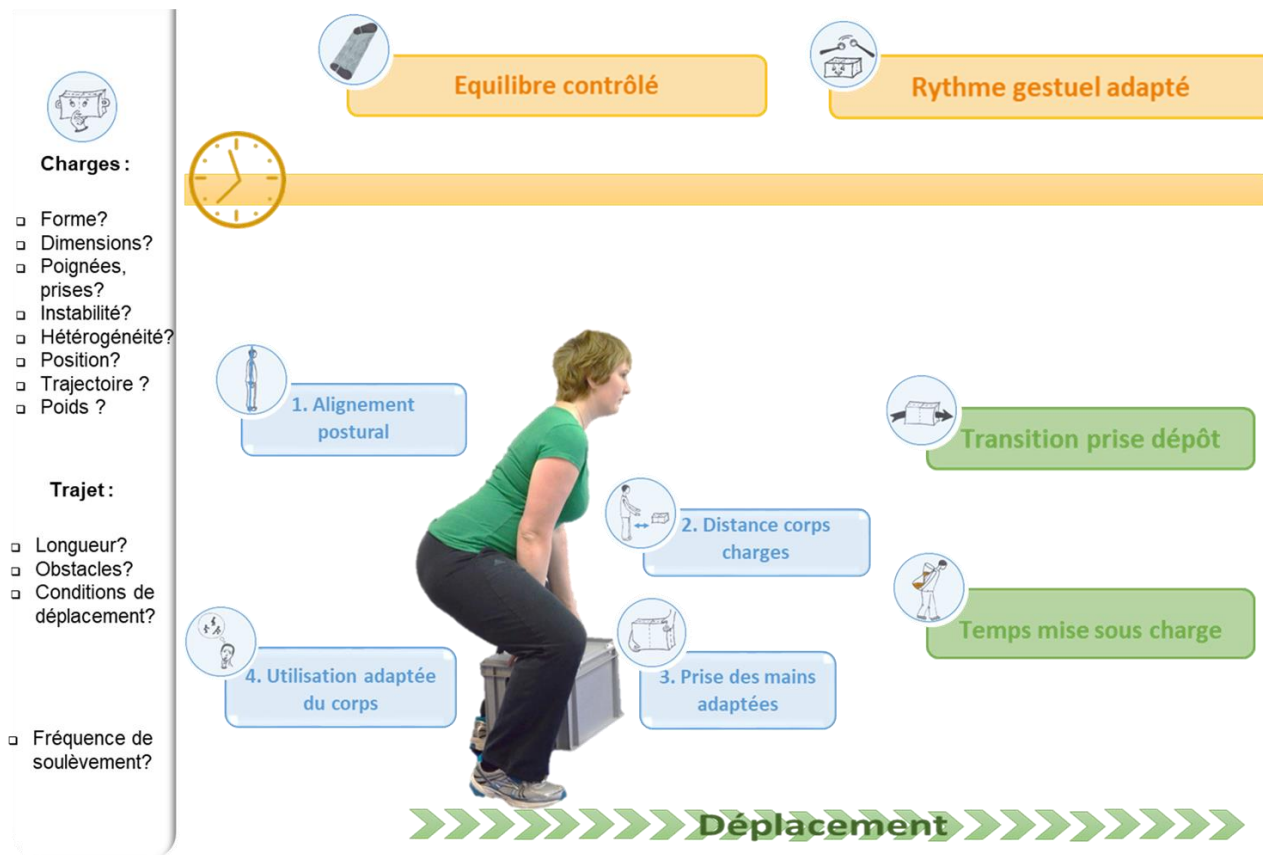 Charges :
Forme?
Dimensions?
Poignées,
prises?
Instabilité?
Hétérogénéité?
Position?
Trajectoire ?
Poids ?
Trajet :
Longueur?
Obstacles?
Conditions de
déplacement?
Fréquence de
soulèvement?
Equilibre contrôlé
Rythme gestuel adapté
1. Alignement
postural
2. Distance corps
charges
3. Prise des mains
adaptées
4. Utilisation adaptée
du corps
Transition prise dépôt
Temps mise sous charge
Déplacement